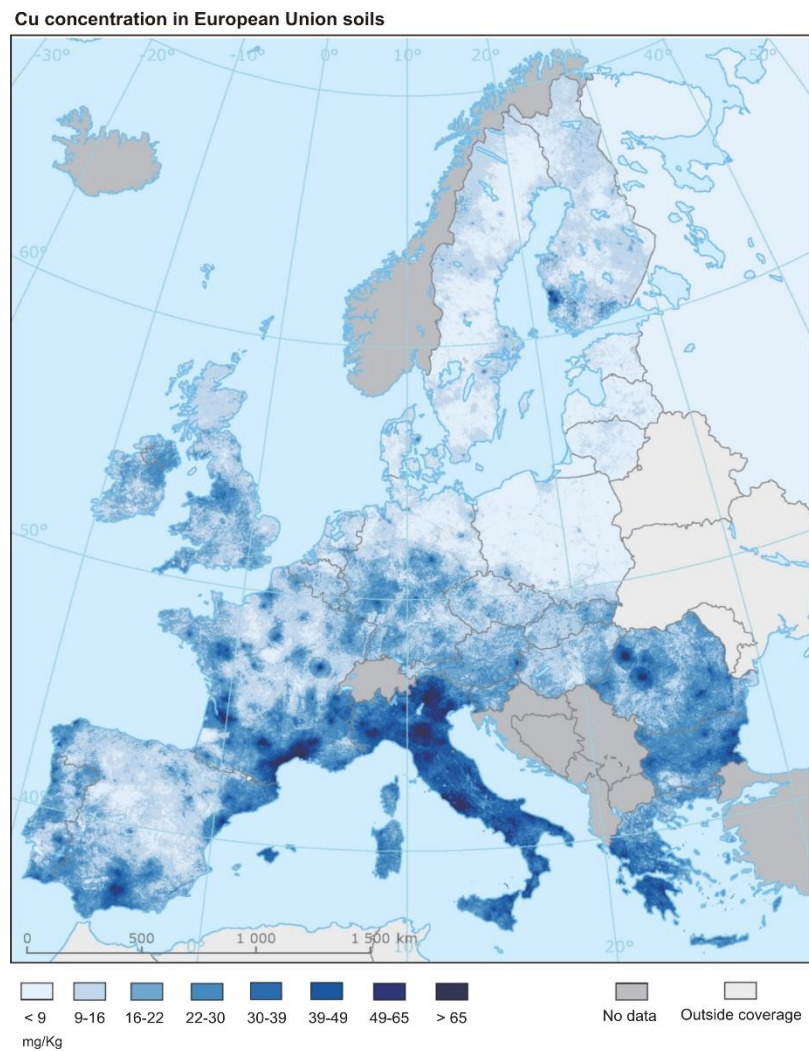 Cu concentration in European Union soils
-30° -20° -10° 0° 10° 20° 30° 40° 50°
60°
50°
40°
0 500 0° 1 000 10° 1 500 km 20°
< 9 9-16 16-22 22-30 30-39 39-49 49-65 > 65 No data Outside coverage
mg/Kg